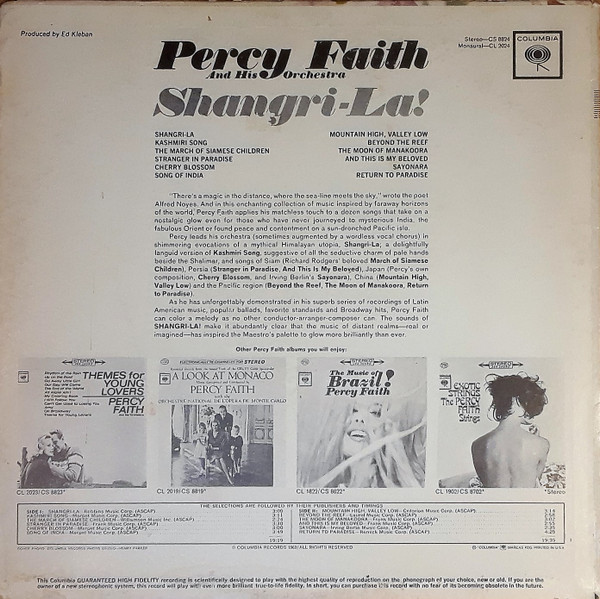 Produced by Ed Kleban
Percy Faith
And His Orchestra
Shangri-La!
Stereo—CS 8824
Monaural—CL 2024
COLUMBIA
SHANGRI-LA
KASHMIRI SONG
THE MARCH OF SIAMESE CHILDREN
STRANGER IN PARADISE
CHERRY BLOSSOM
SONG OF INDIA
MOUNTAIN HIGH, VALLEY LOW
BEYOND THE REEF
THE MOON OF MANAKOORA
AND THIS IS MY BELOVED
SAYONARA
RETURN TO PARADISE
"There's a magic in the distance, where the sea-line meets the sky," wrote the poet
Alfred Noyes. And in this enchanting collection of music inspired by faraway horizons
of the world, Percy Faith applies his matchless touch to a dozen songs that take on a
nostalgic glow even for those who have never journeyed to mysterious India, the
fabulous Orient or found peace and contentment on a sun-drenched Pacific isle.
Percy leads his orchestra (sometimes augmented by a wordless vocal chorus) in
shimmering evocations of a mythical Himalayan utopia, Shangri-La; a delightfully
languid version of Kashmiri Song, suggestive of all the seductive charm of pale hands
beside the Shalimar, and songs of Siam (Richard Rodgers' beloved March of Siamese
Children), Persia (Stranger in Paradise, And This Is My Beloved), Japan (Percy's own
composition, Cherry Blossom, and Irving Berlin's Sayonara), China (Mountain High,
Valley Low) and the Pacific region (Beyond the Reef, The Moon of Manakoora, Return
to Paradise).
As he has unforgettably demonstrated in his superb series of recordings of Latin
American music, popular ballads, favorite standards and Broadway hits, Percy Faith
can color a melody as no other conductor-arranger-composer can. The sounds of
SHANGRI-LA! make it abundantly clear that the music of distant realms—real or
imagined—has inspired the Maestro's palette to glow more brilliantly than ever.
Other Percy Faith albums you will enjoy:
STEREO
THEMES for
YOUNG
LOVERS
PERCY
FAITH
CL 2023/CS 8823*
STEREO
A LOOK AT MONACO
PERCY FAITH
CL 2019/CS 8819*
The Music of
Brazil!
Percy Faith
CL 1822/CS 8622*
STEREO
EXOTIC
STRINGS
The PERCY
FAITH
Strings
CL 1902/CS 8702*
*Stereo
THE SELECTIONS ARE FOLLOWED BY THEIR PUBLISHERS AND TIMINGS
© COLUMBIA RECORDS 1963/ALL RIGHTS RESERVED
This Columbia GUARANTEED HIGH FIDELITY recording is scientifically designed to play with the highest quality of reproduction on the phonograph of your choice, new or old. If you are the
owner of a new stereophonic system, this record will play with even more brilliant true-to-life fidelity. In short, you can purchase this record with no fear of its becoming obsolete in the future.